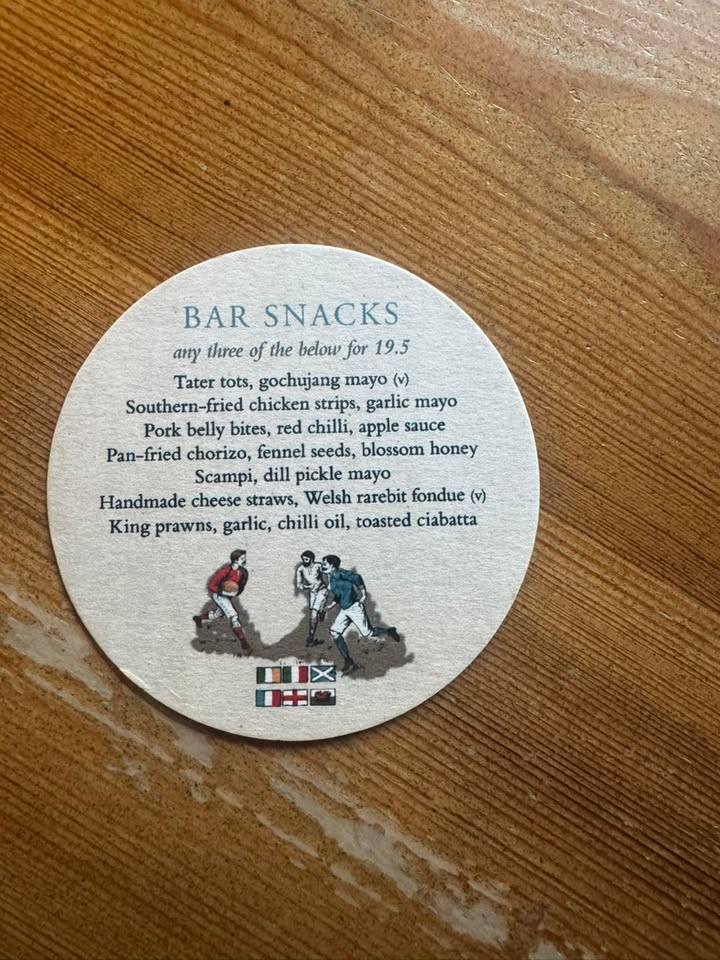 BAR SNACKS
any three of the below for 19.5
Tater tots, gochujang mayo (v)
Southern-fried chicken strips, garlic mayo
Pork belly bites, red chilli, apple sauce
Pan-fried chorizo, fennel seeds, blossom honey
Scampi, dill pickle mayo
Handmade cheese straws, Welsh rarebit fondue (v)
King prawns, garlic, chilli oil, toasted ciabatta